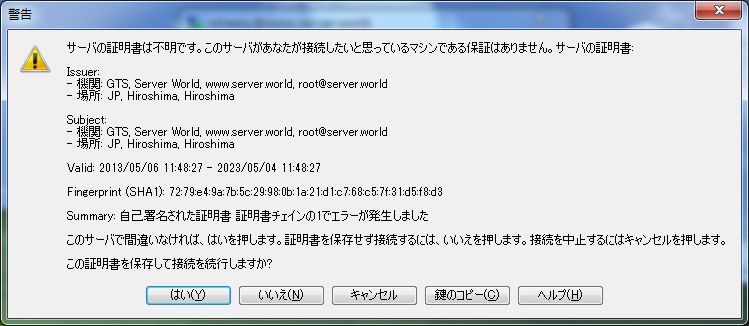 警告
サーバの証明書は不明です。このサーバがあなたが接続したいと思っているマシンである保証はありません。サーバの証明書:
Issuer:
- 機関: GTS, Server World, www.server.world, root@server.world
- 場所: JP, Hiroshima, Hiroshima
Subject:
- 機関: GTS, Server World, www.server.world, root@server.world
- 場所: JP, Hiroshima, Hiroshima
Valid: 2013/05/06 11:48:27 - 2023/05/04 11:48:27
Fingerprint (SHA1): 72:79:e4:9a:7b:5c:29:98:0b:1a:21:d1:c7:68:c5:7f:31:d5:f8:d3
Summary: 自己署名された証明書 証明書チェインの1でエラーが発生しました
このサーバで間違いなければ、はいを押します。証明書を保存せず接続するには、いいえを押します。接続を中止するにはキャンセルを押します。
この証明書を保存して接続を続行しますか?
はい(Y) いいえ(N) キャンセル 鍵のコピー(C) ヘルプ(H)